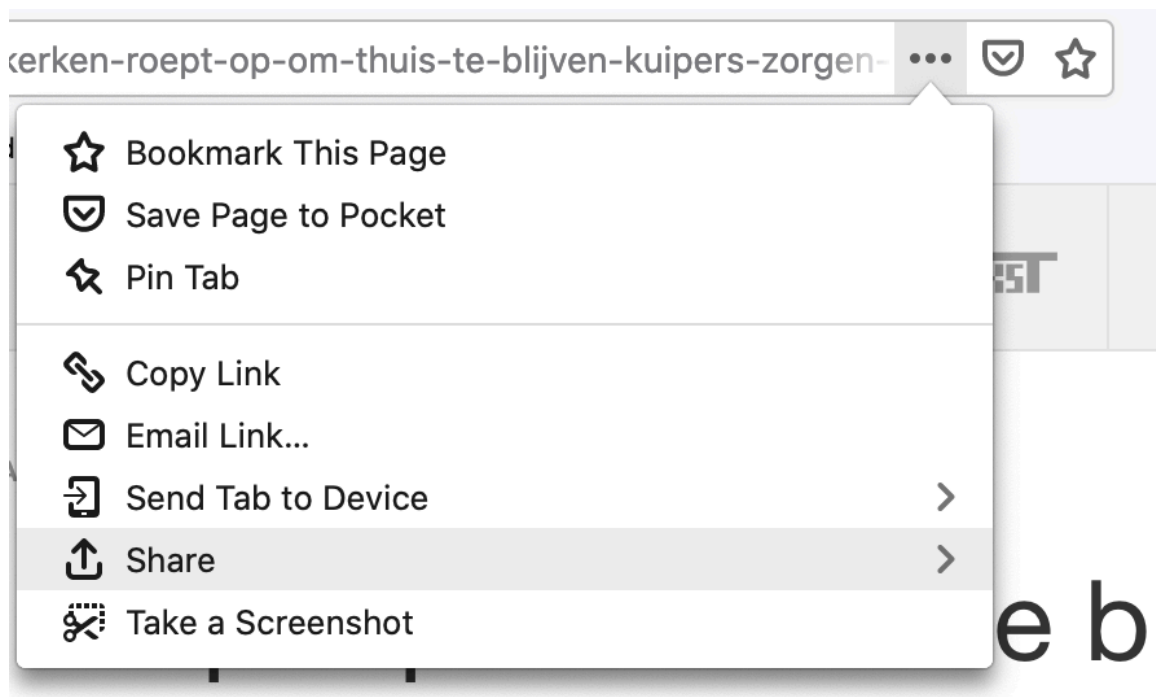 kerken-roept-op-om-thuis-te-blijven-kuipers-zorgen-
Bookmark This Page
Save Page to Pocket
Pin Tab
Copy Link
Email Link...
Send Tab to Device
Share
Take a Screenshot
e b